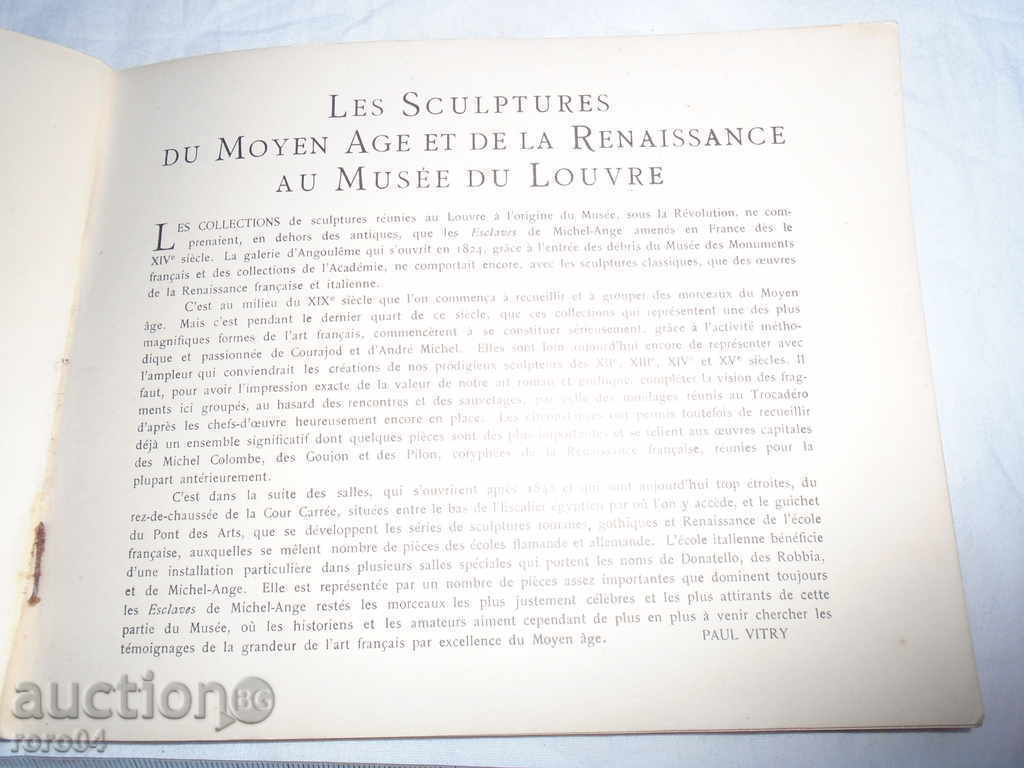 LES SCULPTURES
DU MOYEN AGE ET DE LA RENAISSANCE
AU MUSÉE DU LOUVRE
LES COLLECTIONS de sculptures réunies au Louvre à l'origine du Musée, sous la Révolution, ne com-
prenaient, en dehors des antiques, que les Esclaves de Michel-Ange amenés en France dès le
XIVe siècle. La galerie d'Angoulême qui s'ouvrit en 1824, grâce à l'entrée des débris du Musée des Monuments
français et des collections de l'Académie, ne comportait encore, avec les sculptures classiques, que des œuvres
de la Renaissance française et italienne.
C'est au milieu du XIXe siècle que l'on commença à recueillir et à grouper des morceaux du Moyen
âge. Mais c'est pendant le dernier quart de ce siècle, que ces collections qui représentent une des plus
magnifiques formes de l'art français, commencèrent à se constituer sérieusement, grâce à l'activité métho-
dique et passionnée de Courajod et d'André Michel. Elles sont loin aujourd'hui encore de représenter avec
l'ampleur qui conviendrait les créations de nos prodigieux sculpteurs des XIIe, XIIIe, XIVe et XVe siècles. Il
faut, pour avoir l'impression exacte de la valeur de notre art roman et gothique, compléter la vision des frag-
ments ici groupés, au hasard des rencontres et des sauvetages, par celle des moulages réunis au Trocadéro
d'après les chefs-d'œuvre heureusement encore en place. Les circonstances ont permis toutefois de recueillir
déjà un ensemble significatif dont quelques pièces sont des plus importantes et se relient aux œuvres capitales
des Michel Colombe, des Goujon et des Pilon, coryphées de la Renaissance française, réunies pour la
plupart antérieurement.
C'est dans la suite des salles, qui s'ouvrirent après 1848 et qui sont aujourd'hui trop étroites, du
rez-de-chaussée de la Cour Carrée, situées entre le bas de l'Escalier égyptien par où l'on y accède, et le guichet
du Pont des Arts, que se développent les séries de sculptures romanes, gothiques et Renaissance de l'école
française, auxquelles se mêlent nombre de pièces des écoles flamande et allemande. L'école italienne bénéficie
d'une installation particulière dans plusieurs salles spéciales qui portent les noms de Donatello, des Robbia,
et de Michel-Ange. Elle est représentée par un nombre de pièces assez importantes que dominent toujours
les Esclaves de Michel-Ange restés les morceaux les plus justement célèbres et les plus attirants de cette
partie du Musée, où les historiens et les amateurs aiment cependant de plus en plus à venir chercher les
témoignages de la grandeur de l'art français par excellence du Moyen âge. PAUL VITRY
auction BG
roro04